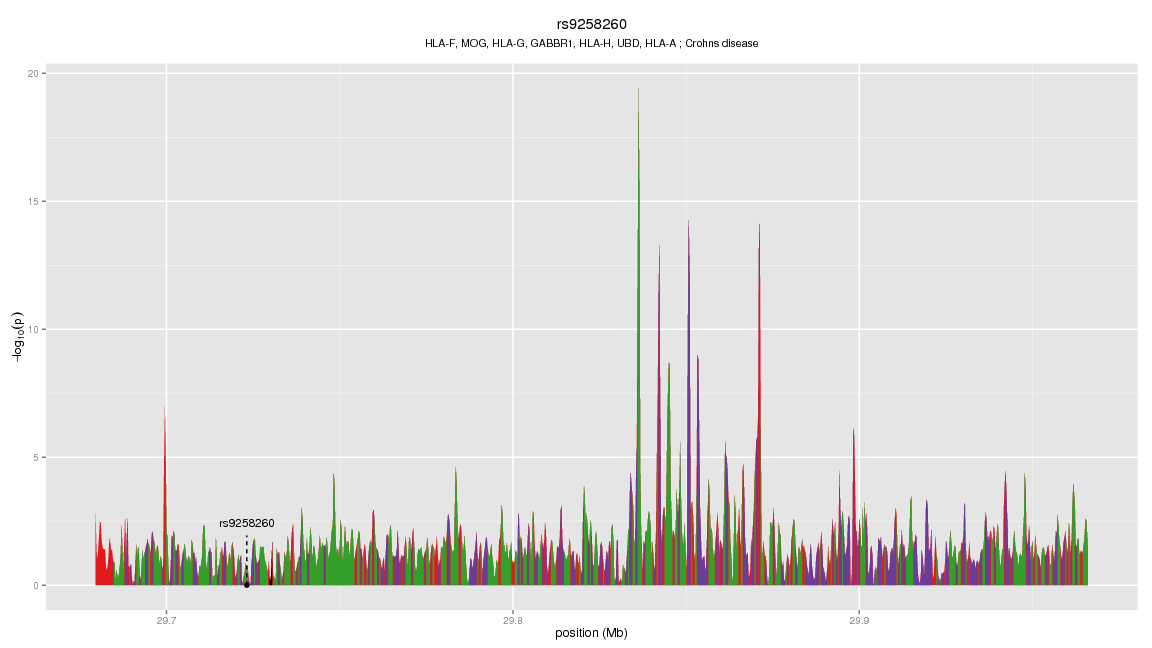 rs9258260
HLA-F, MOG, HLA-G, GABBR1, HLA-H, UBD, HLA-A ; Crohns disease
20
15
10
5
0
-log10(p)
rs9258260
29.7
29.8
29.9
position (Mb)